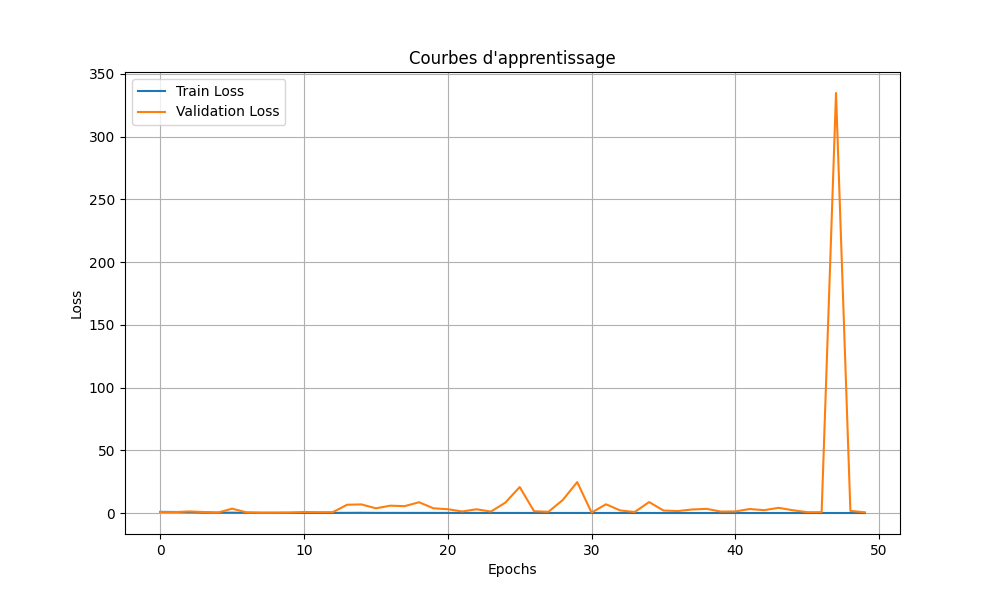 Courbes d'apprentissage
Train Loss
Validation Loss
350
300
250
200
150
100
50
0
Loss
0 10 20 30 40 50
Epochs